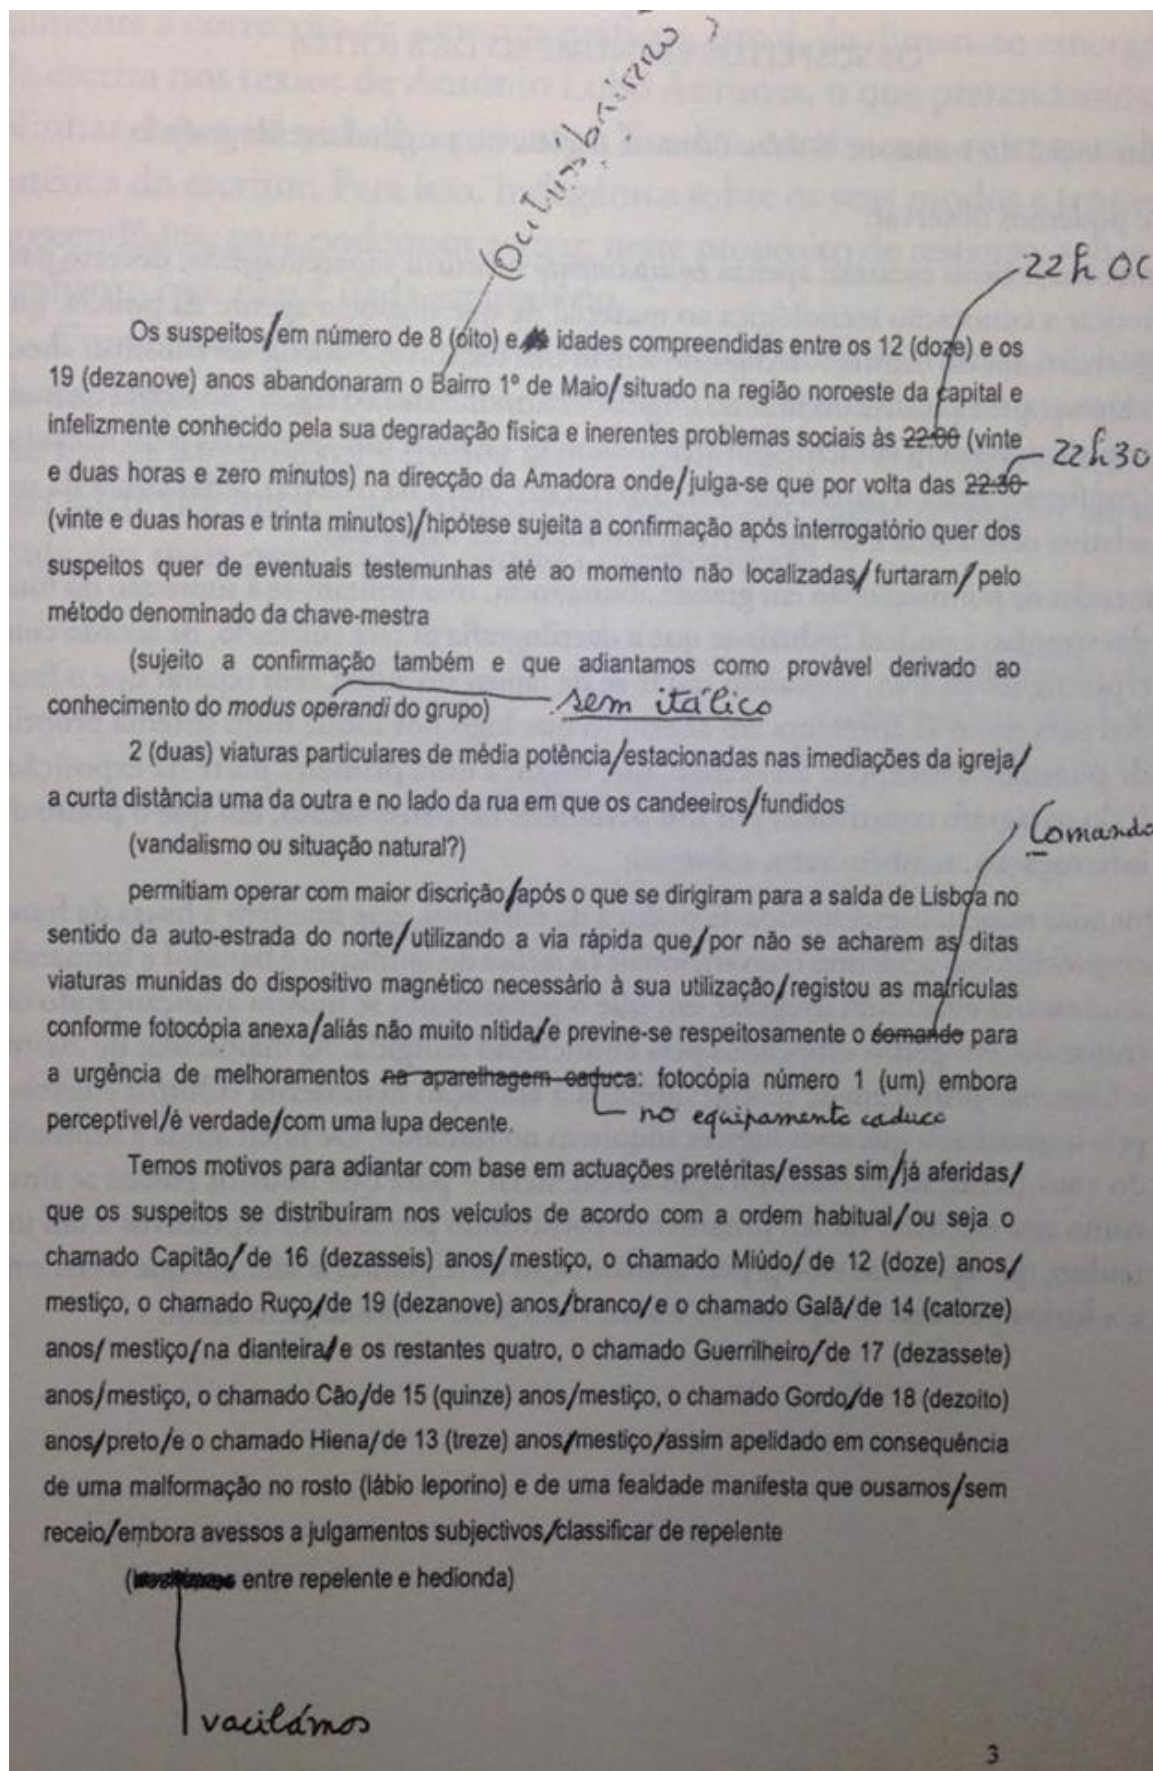 22h 00
Os suspeitos/em número de 8 (oito) e idades compreendidas entre os 12 (doze) e os
19 (dezanove) anos abandonaram o Bairro 1º de Maio/situado na região noroeste da capital e
infelizmente conhecido pela sua degradação física e inerentes problemas sociais às 22:00 (vinte
22h30
e duas horas e zero minutos) na direcção da Amadora onde/julga-se que por volta das 22:30
(vinte e duas horas e trinta minutos)/hipótese sujeita a confirmação após interrogatório quer dos
suspeitos quer de eventuais testemunhas até ao momento não localizadas/furtaram/pelo
método denominado da chave-mestra
(sujeito a confirmação também e que adiantamos como provável derivado ao
conhecimento do modus operandi do grupo) sem itálico
2 (duas) viaturas particulares de média potência/estacionadas nas imediações da igreja/
a curta distância uma da outra e no lado da rua em que os candeeiros/fundidos
Comando
(vandalismo ou situação natural?)
permitiam operar com maior discrição/após o que se dirigiram para a saída de Lisboa no
sentido da auto-estrada do norte/utilizando a via rápida que/por não se acharem as ditas
viaturas munidas do dispositivo magnético necessário à sua utilização/registou as matrículas
conforme fotocópia anexa/aliás não muito nítida/e previne-se respeitosamente o comando para
a urgência de melhoramentos na aparelhagem caduca: fotocópia número 1 (um) embora
perceptível/é verdade/com uma lupa decente. no equipamento caduco
Temos motivos para adiantar com base em actuações pretéritas/essas sim/já aferidas/
que os suspeitos se distribuíram nos veículos de acordo com a ordem habitual/ou seja o
chamado Capitão/de 16 (dezasseis) anos/mestiço, o chamado Miúdo/de 12 (doze) anos/
mestiço, o chamado Ruço/de 19 (dezanove) anos/branco/e o chamado Galã/de 14 (catorze)
anos/mestiço/na dianteira/e os restantes quatro, o chamado Guerrilheiro/de 17 (dezassete)
anos/mestiço, o chamado Cão/de 15 (quinze) anos/mestiço, o chamado Gordo/de 18 (dezoito)
anos/preto/e o chamado Hiena/de 13 (treze) anos/mestiço/assim apelidado em consequência
de uma malformação no rosto (lábio leporino) e de uma fealdade manifesta que ousamos/sem
receio/embora avessos a julgamentos subjectivos/classificar de repelente
( entre repelente e hedionda)
vacilámos
3